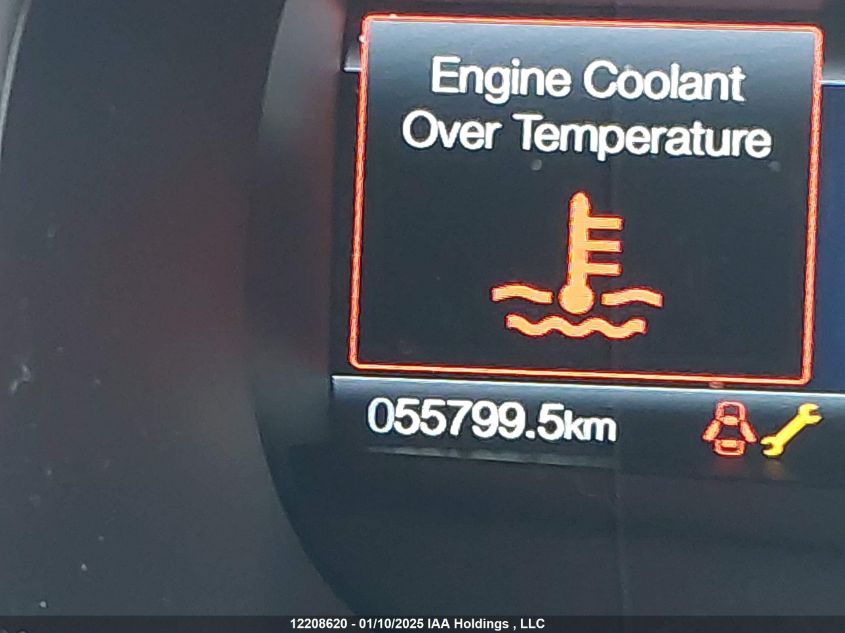 Engine Coolant
Over Temperature
055799.5km
12208620 - 01/10/2025 IAA Holdings , LLC